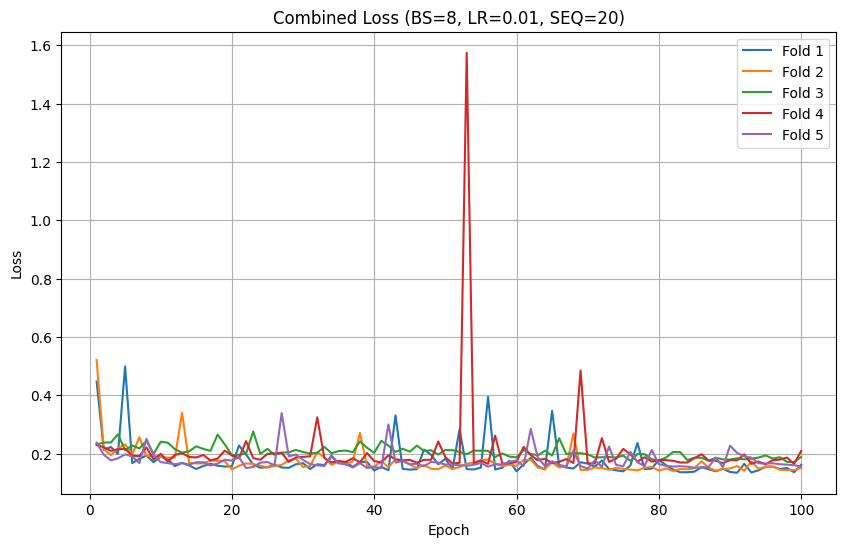 Combined Loss (BS=8, LR=0.01, SEQ=20)
Fold 1
Fold 2
Fold 3
Fold 4
Fold 5
1.6
1.4
1.2
1.0
0.8
0.6
0.4
0.2
Loss
0 20 40 60 80 100
Epoch